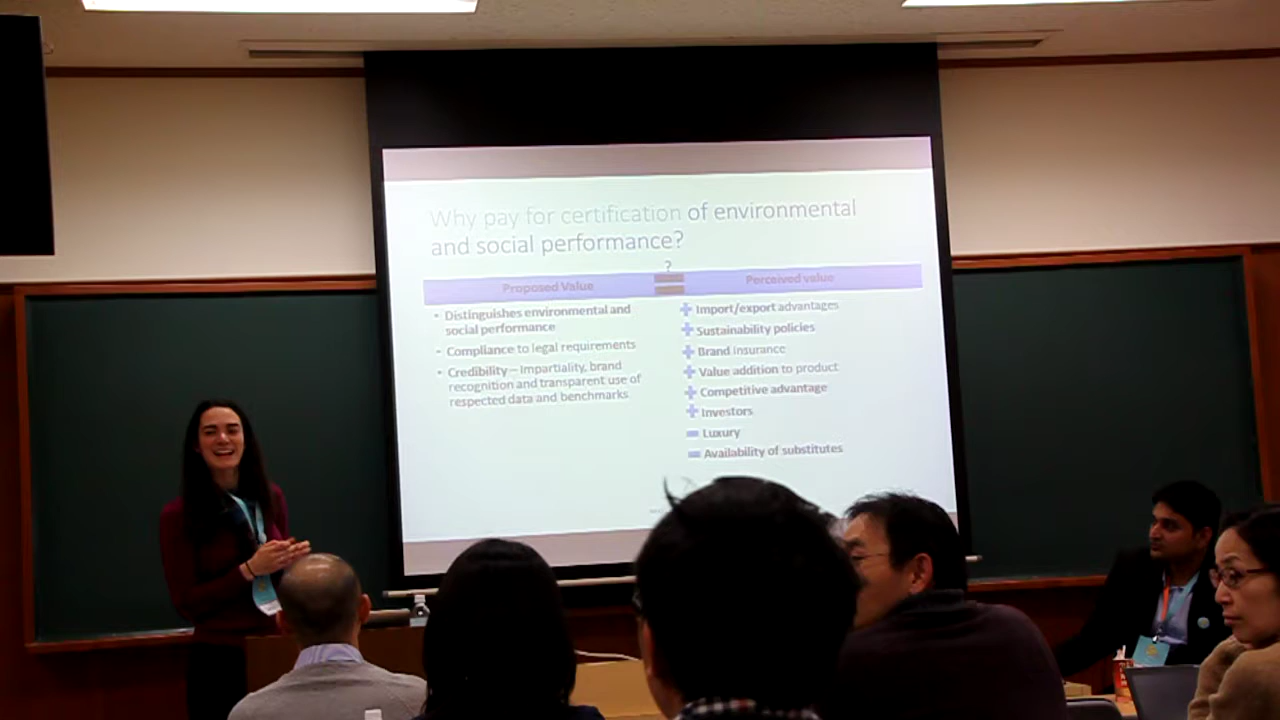 Why pay for certification of environmental
and social performance?
?
Proposed Value
Perceived value
• Distinguishes environmental and
social performance
• Compliance to legal requirements
• Credibility – Impartiality, brand
recognition and transparent use of
respected data and benchmarks
Import/export advantages
Sustainability policies
Brand insurance
Value addition to product
Competitive advantage
Investors
Luxury
Availability of substitutes